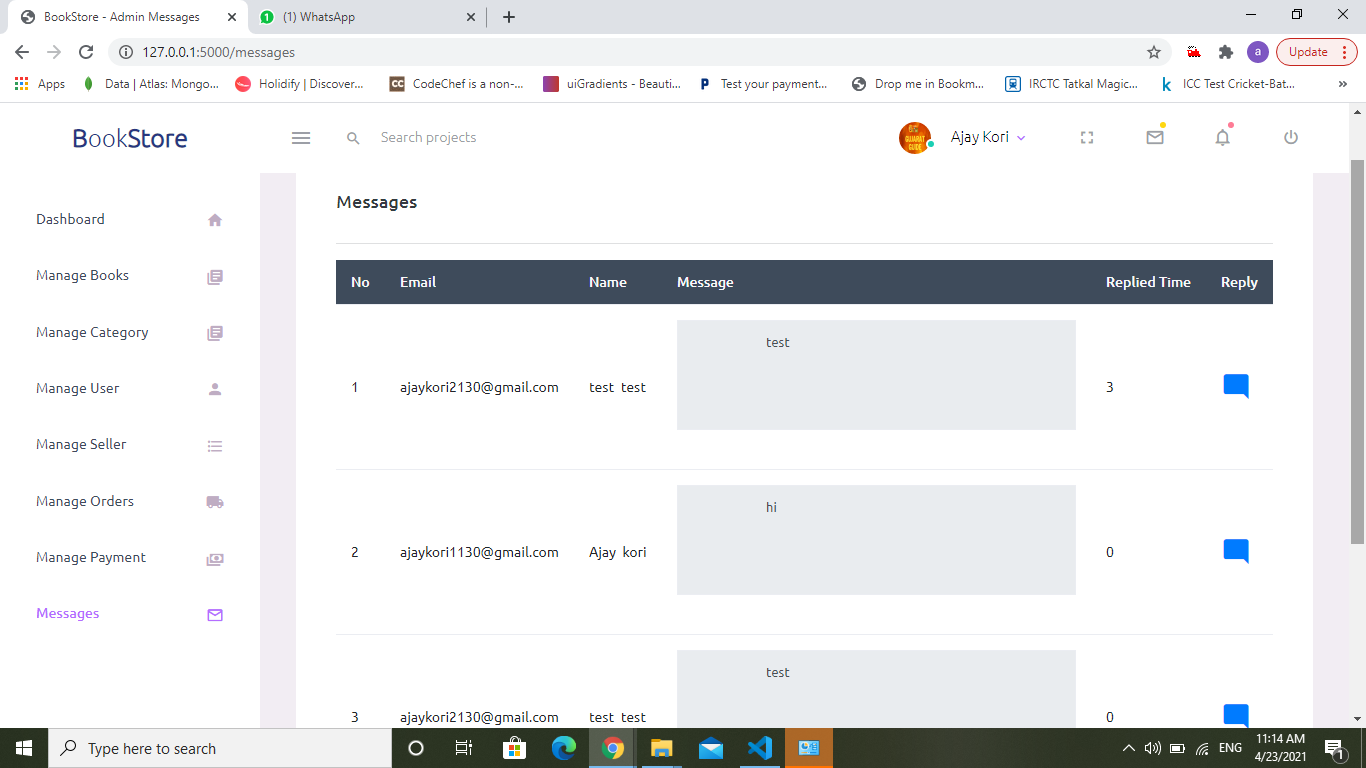 BookStore - Admin Messages
(1) WhatsApp
127.0.0.1:5000/messages
a
Update
Apps
Data | Atlas: Mongo...
Holidify | Discover...
CC
CodeChef is a non-...
uiGradients - Beauti...
P
Test your payment...
Drop me in Bookm...
IRCTC Tatkal Magic...
k
ICC Test Cricket-Bat...
»
BookStore
Search projects
GUJARAT
GUIDE
Ajay Kori
Dashboard
Manage Books
Manage Category
Manage User
Manage Seller
Manage Orders
Manage Payment
Messages
Messages
No Email Name Message Replied Time Reply
test
1 ajaykori2130@gmail.com test test 3
hi
2 ajaykori1130@gmail.com Ajay kori 0
test
3 ajaykori2130@gmail.com test test 0
Type here to search
ENG
11:14 AM
4/23/2021
1